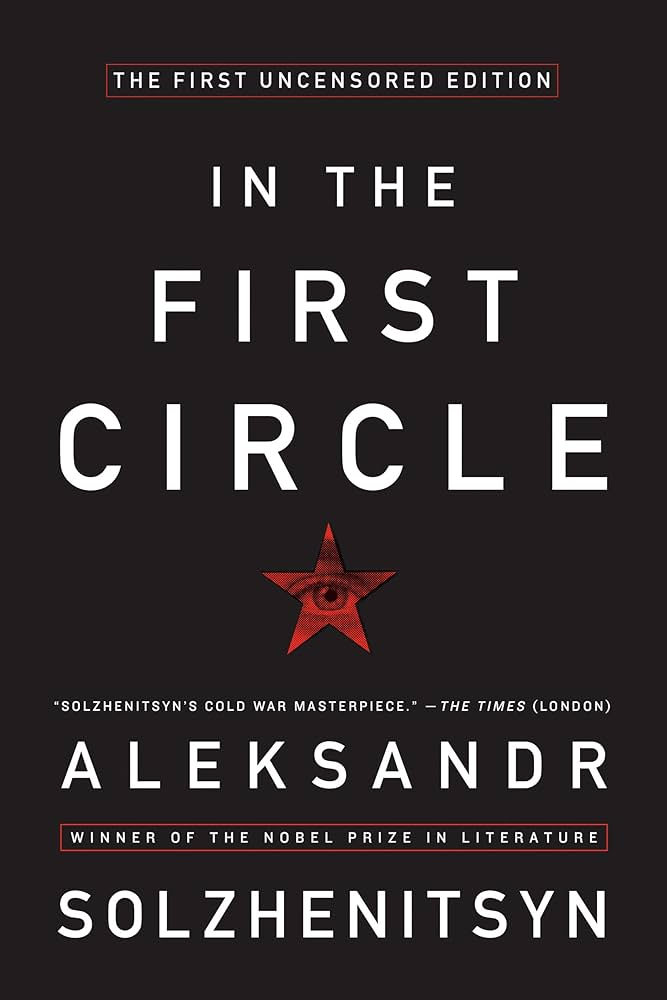 THE FIRST UNCENSORED EDITION
IN THE
FIRST
CIRCLE
“SOLZHENITSYN’S COLD WAR MASTERPIECE.” —THE TIMES (LONDON)
ALEKSANDR
WINNER OF THE NOBEL PRIZE IN LITERATURE
SOLZHENITSYN